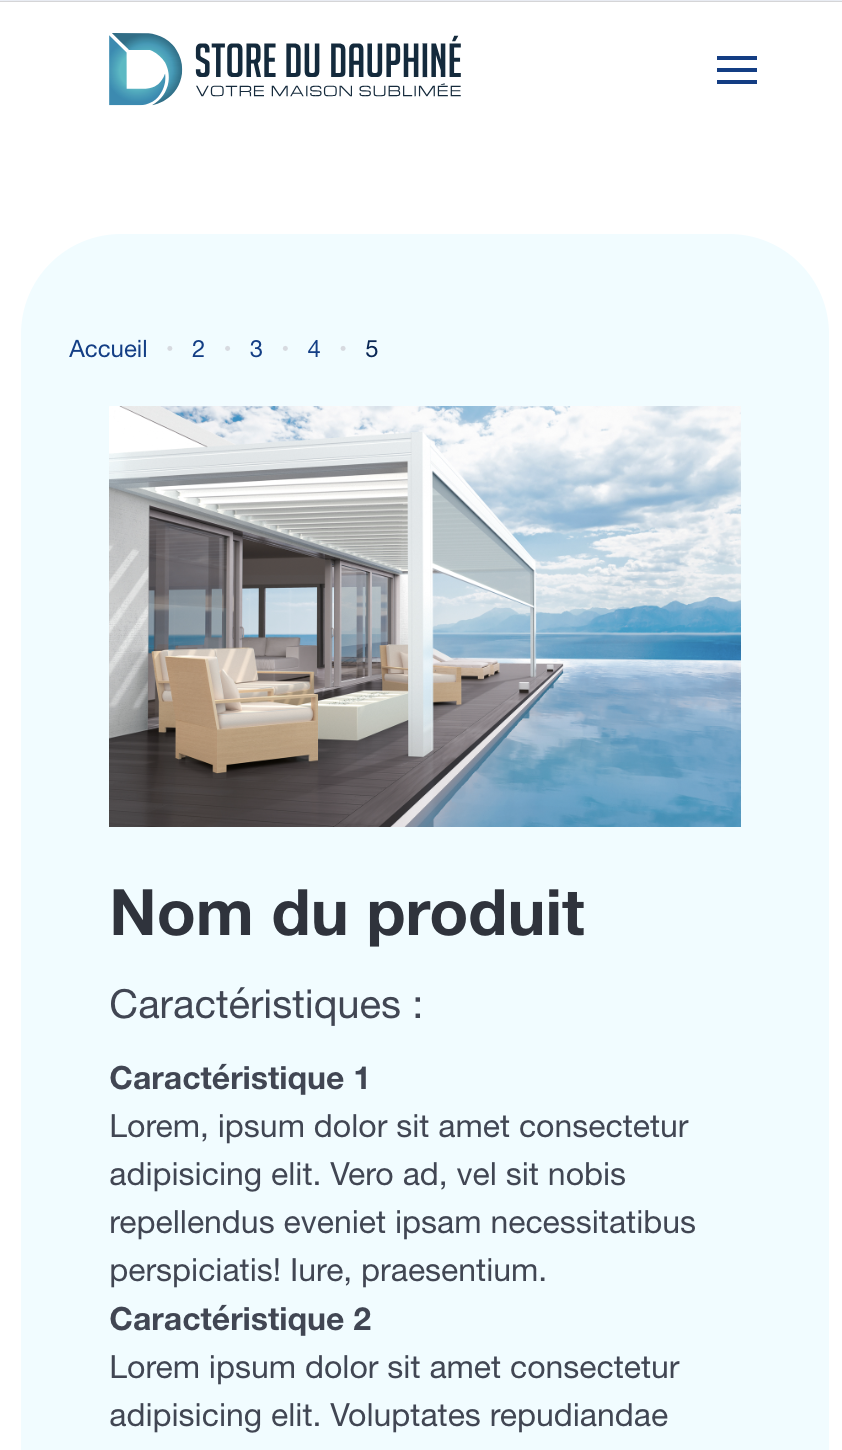 STORE DU DAUPHINÉ
VOTRE MAISON SUBLIMÉE
Accueil • 2 • 3 • 4 • 5
Nom du produit
Caractéristiques :
Caractéristique 1
Lorem, ipsum dolor sit amet consectetur
adipisicing elit. Vero ad, vel sit nobis
repellendus eveniet ipsam necessitatibus
perspiciatis! Iure, praesentium.
Caractéristique 2
Lorem ipsum dolor sit amet consectetur
adipisicing elit. Voluptates repudiandae